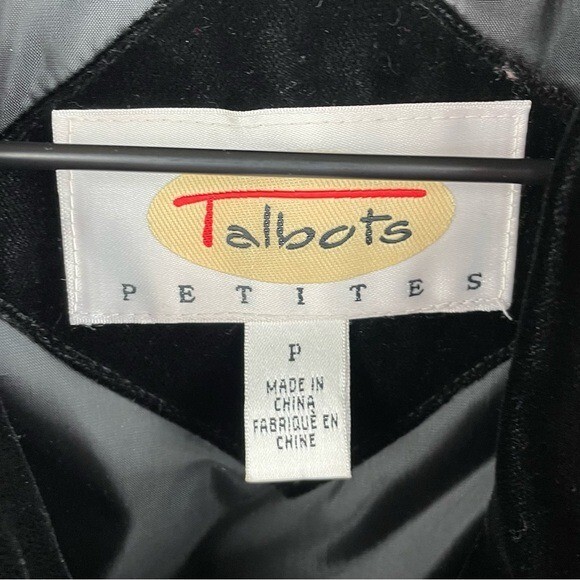 Talbots
PETITES
P
MADE IN
CHINA
FABRIQUÉ EN
CHINE